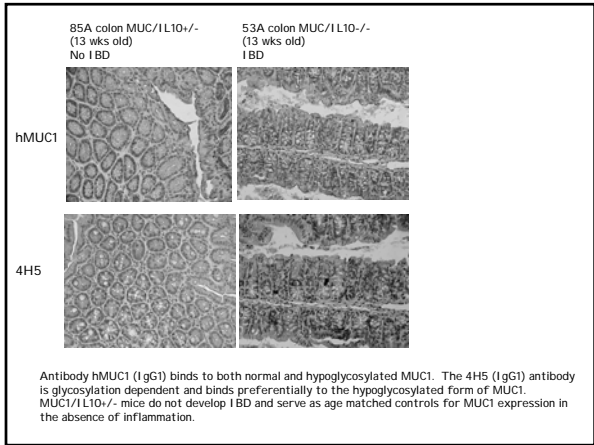 85A colon MUC/IL10+/- 53A colon MUC/IL10-/-
(13 wks old) (13 wks old)
No IBD IBD
hMUC1
4H5
Antibody hMUC1 (IgG1) binds to both normal and hypoglycosylated MUC1. The 4H5 (IgG1) antibody
is glycosylation dependent and binds preferentially to the hypoglycosylated form of MUC1.
MUC1/IL10+/- mice do not develop IBD and serve as age matched controls for MUC1 expression in
the absence of inflammation.